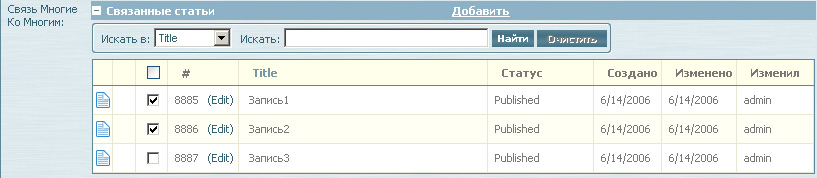 Связь Многие Ко Многим:
Связанные статьи Добавить
Искать в: Title Искать: Найти Очистить
# Title Статус Создано Изменено Изменил
8885 (Edit) Запись1 Published 6/14/2006 6/14/2006 admin
8886 (Edit) Запись2 Published 6/14/2006 6/14/2006 admin
8887 (Edit) Запись3 Published 6/14/2006 6/14/2006 admin